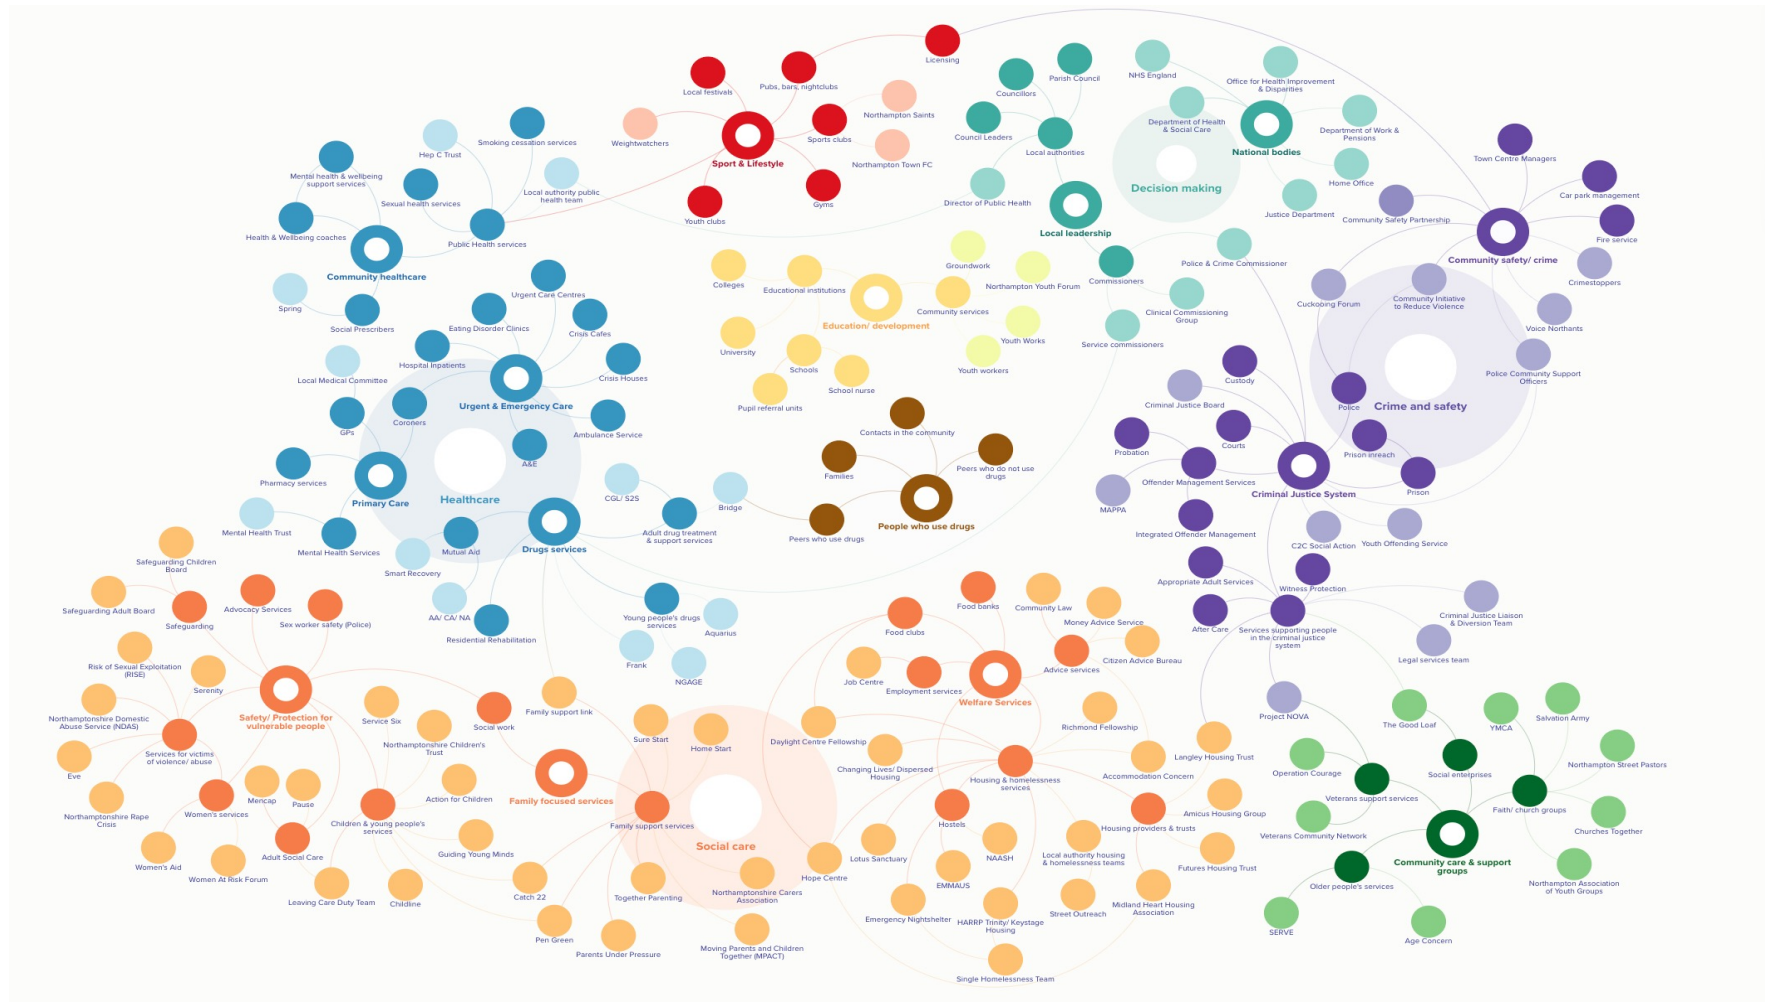 Licensing
Local festivals
Pubs, bars, nightclubs
Northampton Saints
Weightwatchers
Sports clubs
Northampton Town FC
Sport & Lifestyle
Youth clubs
Gyms
Councillors
Parish Council
Council Leaders
Local authorities
Director of Public Health
Local leadership
NHS England
Office for Health Improvement
& Disparities
Department of Health
& Social Care
National bodies
Department of Work &
Pensions
Home Office
Justice Department
Decision making
Commissioners
Police & Crime Commissioner
Clinical Commissioning
Group
Service commissioners
Town Centre Managers
Car park management
Community Safety Partnership
Fire service
Community safety/ crime
Crimestoppers
Cuckooing Forum
Community Initiative
to Reduce Violence
Voice Northants
Police Community Support
Officers
Police
Crime and safety
Prison inreach
Prison
Custody
Criminal Justice Board
Courts
Probation
Offender Management Services
Criminal Justice System
MAPPA
Integrated Offender Management
C2C Social Action
Youth Offending Service
Appropriate Adult Services
Witness Protection
After Care
Services supporting people
in the criminal justice
system
Criminal Justice Liaison
& Diversion Team
Legal services team
Project NOVA
Hep C Trust
Smoking cessation services
Mental health & wellbeing
support services
Sexual health services
Local authority public
health team
Health & Wellbeing coaches
Public Health services
Community healthcare
Spring
Social Prescribers
Urgent Care Centres
Eating Disorder Clinics
Crisis Cafes
Hospital Inpatients
Crisis Houses
Local Medical Committee
Urgent & Emergency Care
Coroners
GPs
Ambulance Service
A&E
Pharmacy services
Primary Care
Healthcare
Mental Health Trust
Mental Health Services
Mutual Aid
Drugs services
Smart Recovery
AA/ CA/ NA
Residential Rehabilitation
CGL/ S2S
Bridge
Adult drug treatment
& support services
Young people's drugs
services
Aquarius
Frank
NGAGE
Colleges
Educational institutions
Education/ development
Groundwork
Northampton Youth Forum
Community services
Youth Works
Youth workers
University
Schools
School nurse
Pupil referral units
Contacts in the community
Families
Peers who do not use
drugs
People who use drugs
Peers who use drugs
Safeguarding Children
Board
Safeguarding Adult Board
Safeguarding
Advocacy Services
Sex worker safety (Police)
Risk of Sexual Exploitation
(RISE)
Serenity
Northamptonshire Domestic
Abuse Service (NDAS)
Safety/ Protection for
vulnerable people
Services for victims
of violence/ abuse
Eve
Northamptonshire Rape
Crisis
Women's services
Mencap
Pause
Women's Aid
Women At Risk Forum
Adult Social Care
Service Six
Northamptonshire Children's
Trust
Social work
Action for Children
Children & young people's
services
Guiding Young Minds
Leaving Care Duty Team
Childline
Family support link
Family focused services
Sure Start
Home Start
Family support services
Social care
Catch 22
Together Parenting
Northamptonshire Carers
Association
Pen Green
Parents Under Pressure
Moving Parents and Children
Together (MPACT)
Hope Centre
Food clubs
Food banks
Community Law
Money Advice Service
Citizen Advice Bureau
Advice services
Job Centre
Employment services
Welfare Services
Daylight Centre Fellowship
Changing Lives/ Dispersed
Housing
Richmond Fellowship
Housing & homelessness
services
Accommodation Concern
Langley Housing Trust
Hostels
Housing providers & trusts
Amicus Housing Group
Lotus Sanctuary
EMMAUS
NAASH
Local authority housing
& homelessness teams
Futures Housing Trust
Emergency Nightshelter
HARRP Trinity/ Keystage
Housing
Street Outreach
Midland Heart Housing
Association
Single Homelessness Team
The Good Loaf
YMCA
Salvation Army
Operation Courage
Social enterprises
Northampton Street Pastors
Veterans support services
Faith/ church groups
Veterans Community Network
Churches Together
Community care & support
groups
Older people's services
Northampton Association
of Youth Groups
SERVE
Age Concern